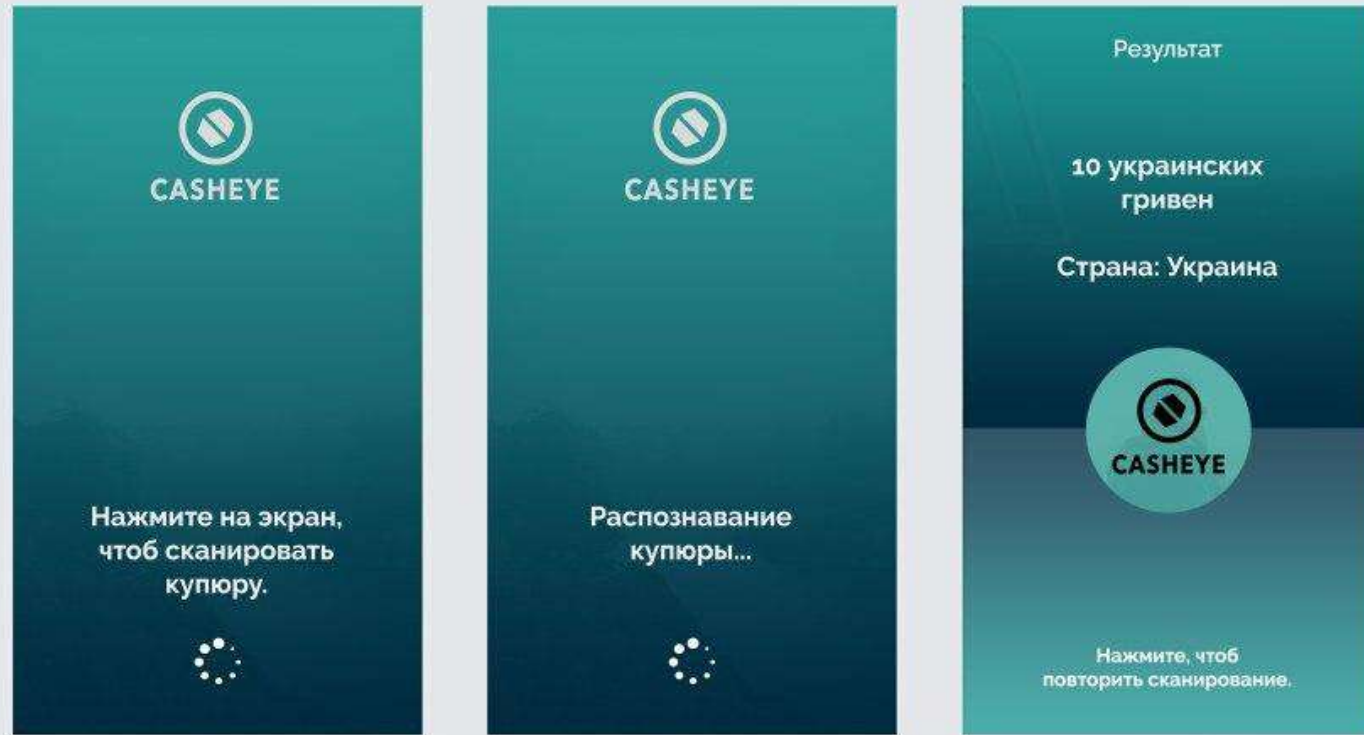 CASHEYE
Нажмите на экран,
чтоб сканировать
купюру.
CASHEYE
Распознавание
купюры...
Результат
10 украинских
гривен
Страна: Украина
CASHEYE
Нажмите, чтоб
повторить сканирование.